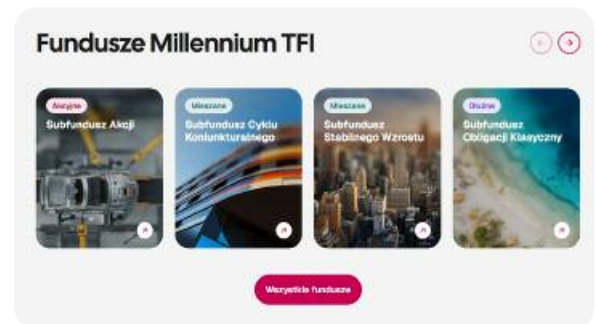 Fundusze Millennium TFI
Akcyjne
Subfundusz Akcji
Mieszane
Subfundusz Cyklu
Koniunkturalnego
Mieszane
Subfundusz
Stabilnego Wzrostu
Dłużne
Subfundusz
Obligacji Klasyczny
Wszystkie fundusze